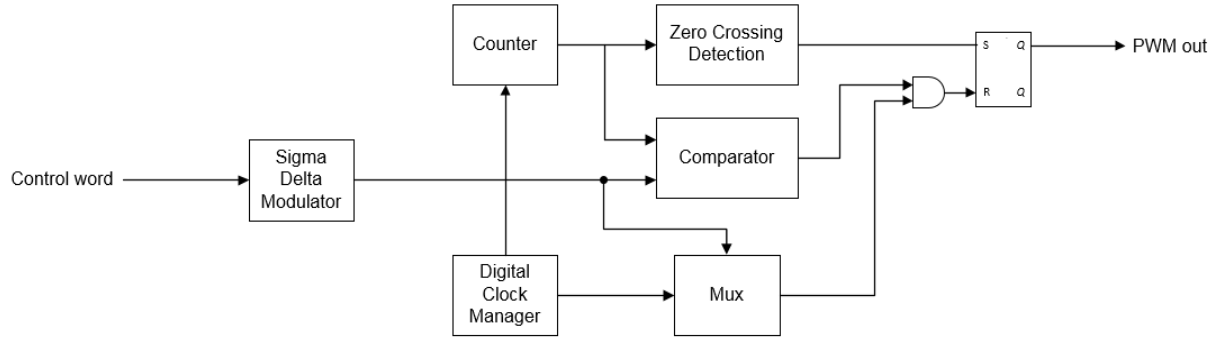 Counter
Zero Crossing
Detection
S
Q
PWM out
R
Q
Comparator
Control word
Sigma
Delta
Modulator
Digital
Clock
Manager
Mux